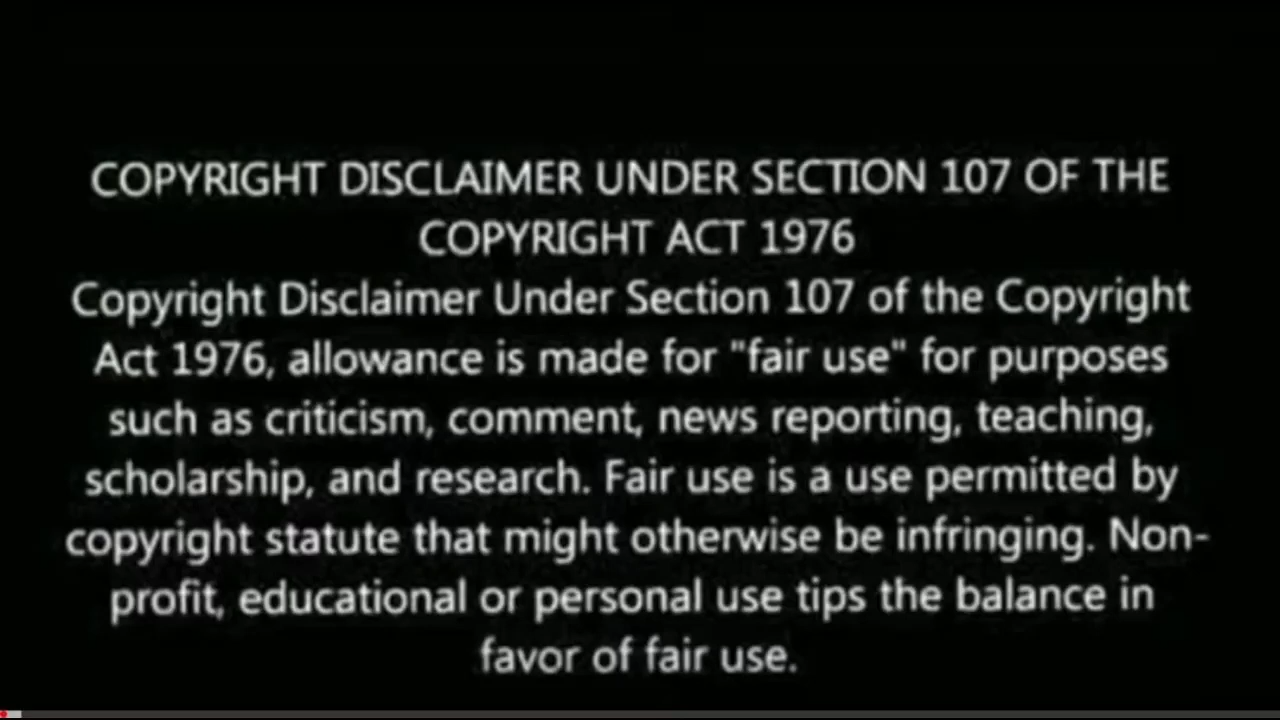 COPYRIGHT DISCLAIMER UNDER SECTION 107 OF THE
COPYRIGHT ACT 1976
Copyright Disclaimer Under Section 107 of the Copyright
Act 1976, allowance is made for "fair use" for purposes
such as criticism, comment, news reporting, teaching,
scholarship, and research. Fair use is a use permitted by
copyright statute that might otherwise be infringing. Non-
profit, educational or personal use tips the balance in
favor of fair use.